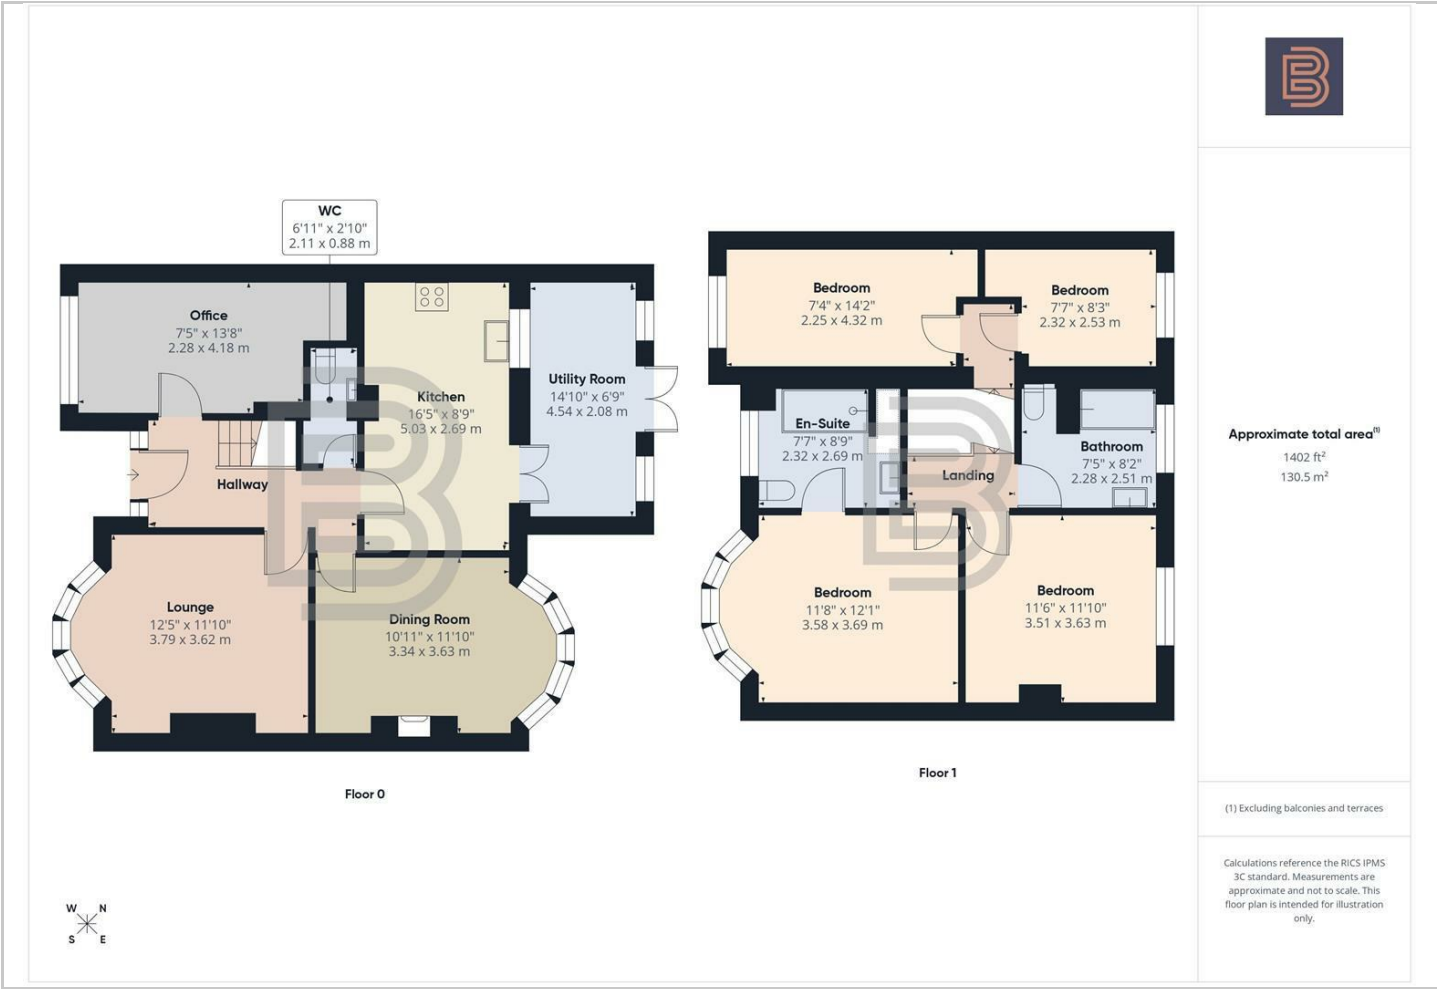 WC
6'11" x 2'10"
2.11 x 0.88 m
Office
7'5" x 13'8"
2.28 x 4.18 m
Kitchen
16'5" x 8'9"
5.03 x 2.69 m
Utility Room
14'10" x 6'9"
4.54 x 2.08 m
Hallway
Lounge
12'5" x 11'10"
3.79 x 3.62 m
Dining Room
10'11" x 11'10"
3.34 x 3.63 m
Floor 0
Bedroom
7'4" x 14'2"
2.25 x 4.32 m
Bedroom
7'7" x 8'3"
2.32 x 2.53 m
En-Suite
7'7" x 8'9"
2.32 x 2.69 m
Landing
Bathroom
7'5" x 8'2"
2.28 x 2.51 m
Bedroom
11'8" x 12'1"
3.58 x 3.69 m
Bedroom
11'6" x 11'10"
3.51 x 3.63 m
Floor 1
W N
S E
B
Approximate total area(1)
1402 ft²
130.5 m²
(1) Excluding balconies and terraces
Calculations reference the RICS IPMS
3C standard. Measurements are
approximate and not to scale. This
floor plan is intended for illustration
only.